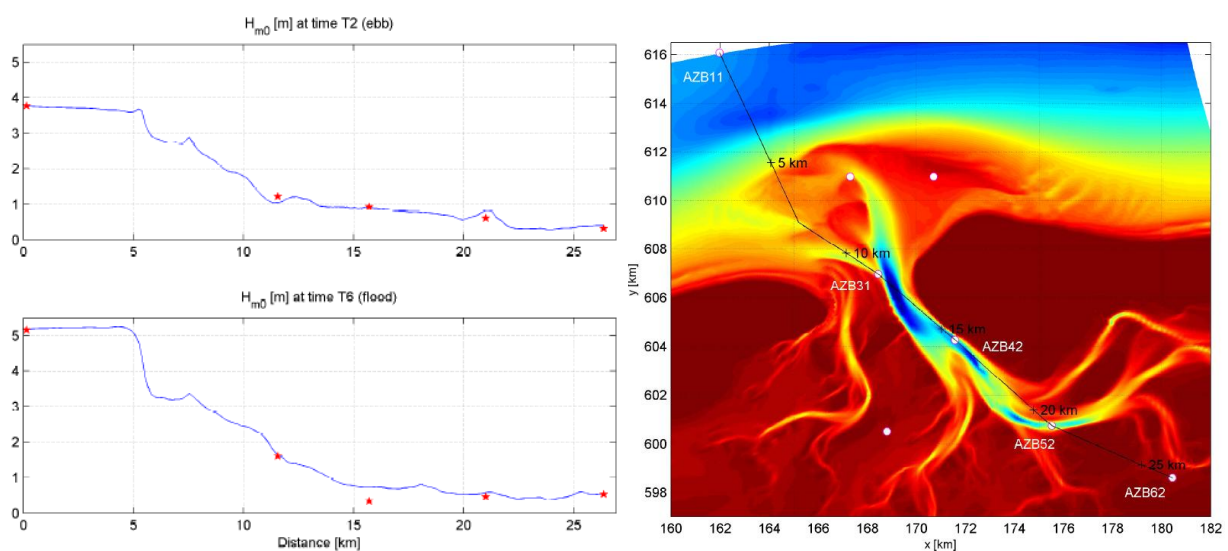 H_m0 [m] at time T2 (ebb)
5
4
3
2
1
0
0 5 10 15 20 25
H_m0 [m] at time T6 (flood)
5
4
3
2
1
0
0 5 10 15 20 25
Distance [km]
616
614
612
610
608
606
604
602
600
598
y [km]
AZB11
5 km
10 km
AZB31
15 km
AZB42
20 km
AZB52
25 km
AZB62
160 162 164 166 168 170 172 174 176 178 180 182
x [km]